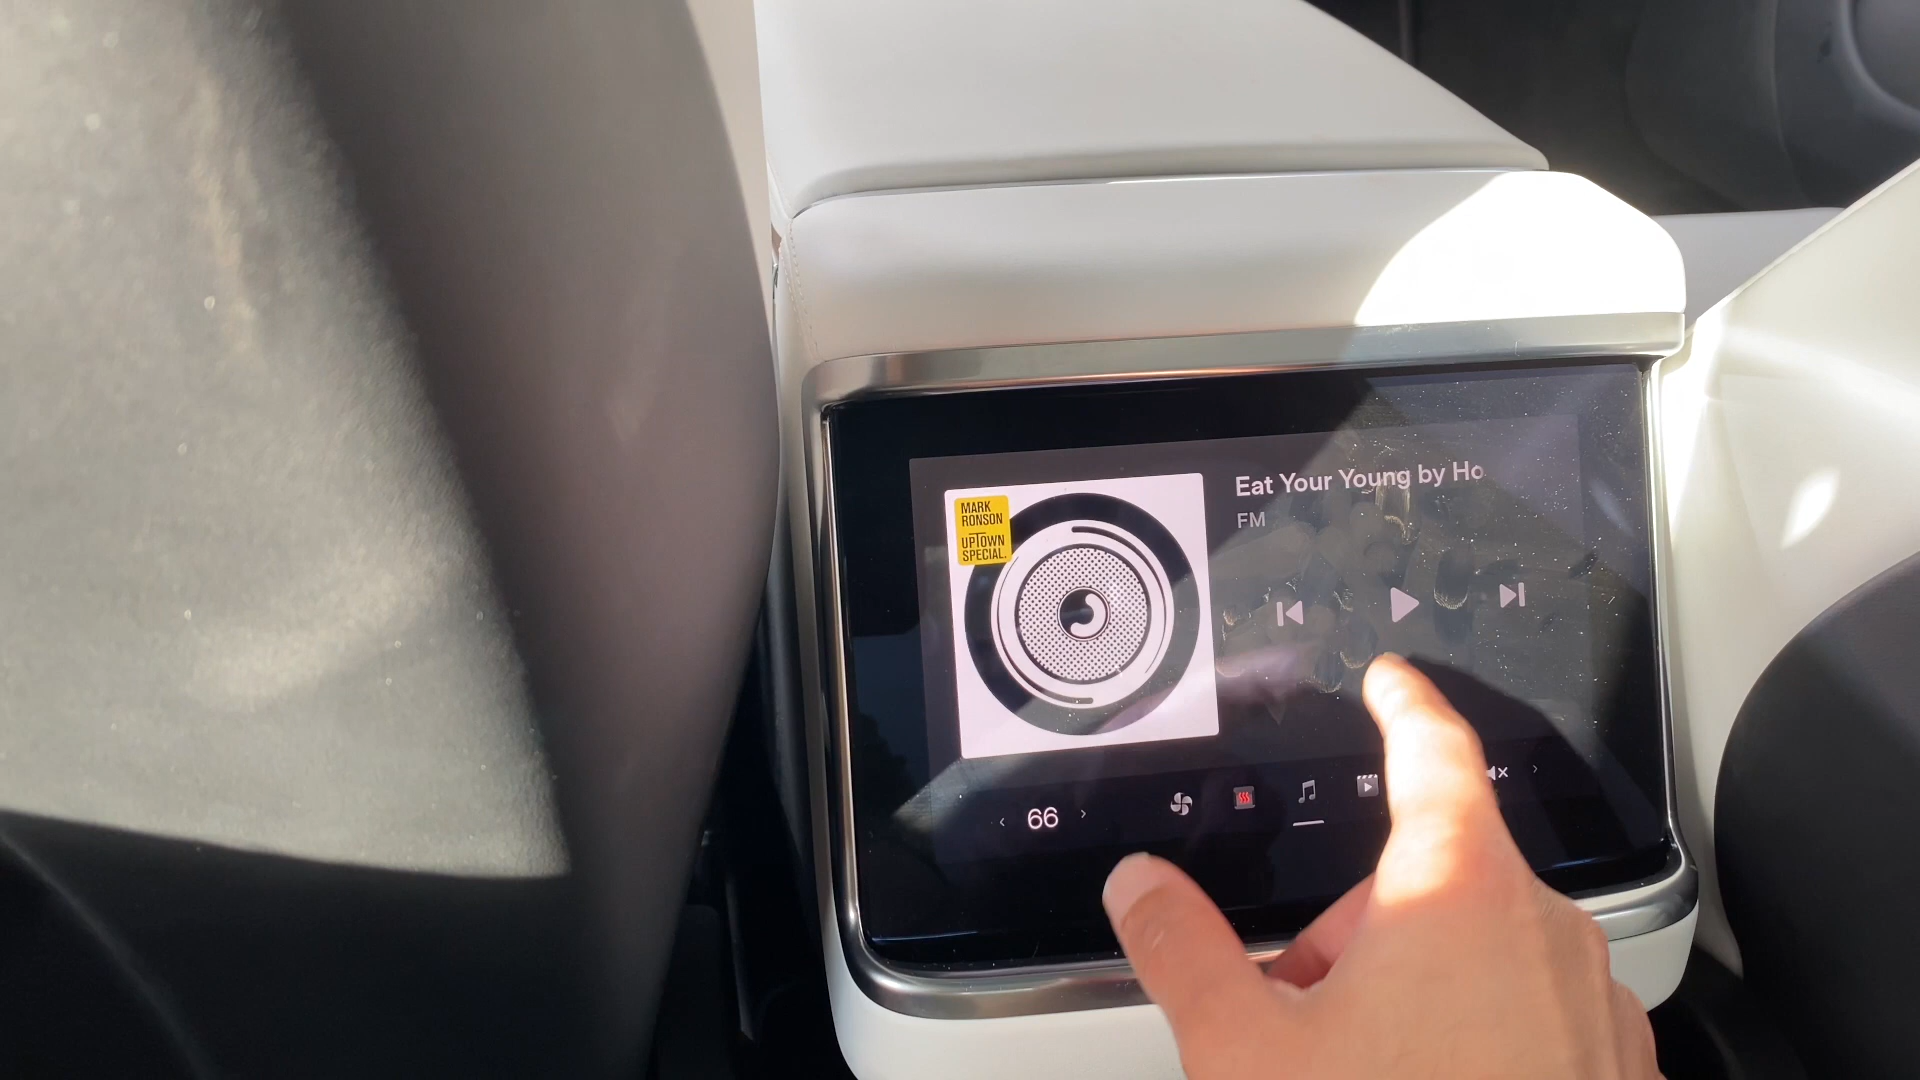 MARK
RONSON
UPTOWN
SPECIAL.
Eat Your Young by Ho
FM
66